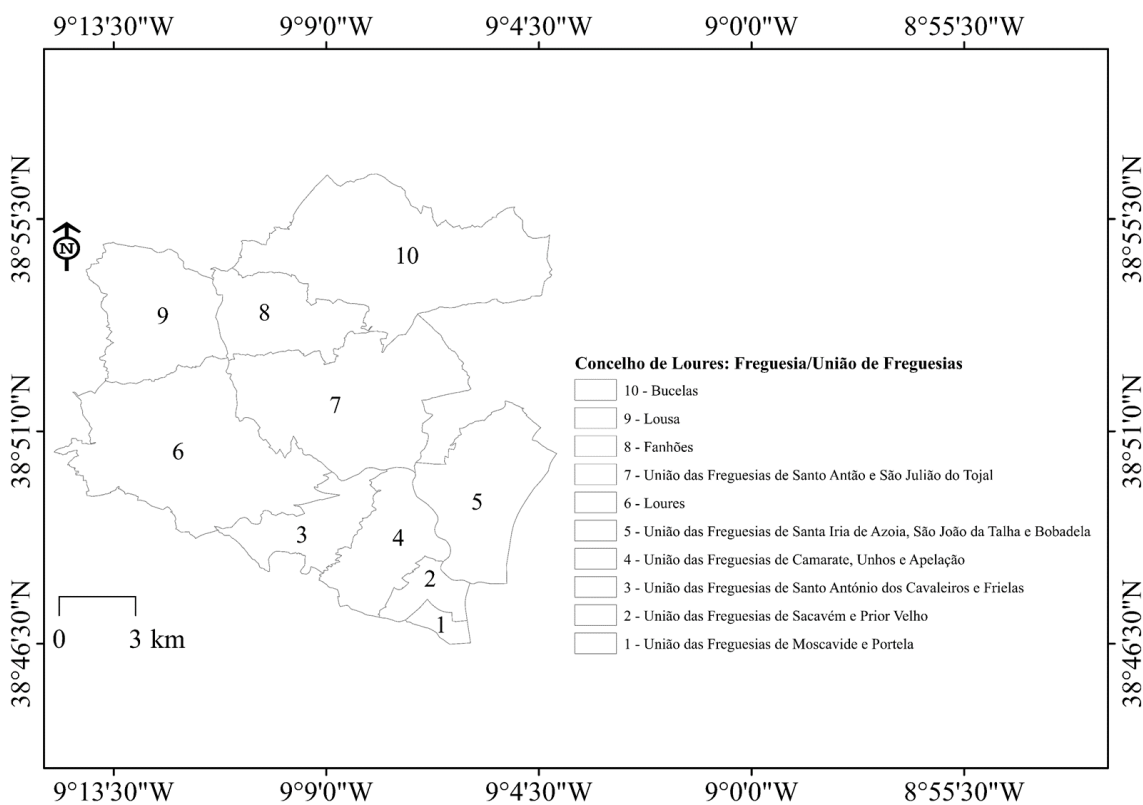 9°13'30"W 9°9'0"W 9°4'30"W 9°0'0"W 8°55'30"W
38°55'30"N
38°55'30"N
N
10
9
8
Concelho de Loures: Freguesia/União de Freguesias
10 - Bucelas
9 - Lousa
8 - Fanhões
7 - União das Freguesias de Santo Antão e São Julião do Tojal
6 - Loures
5 - União das Freguesias de Santa Iria de Azoia, São João da Talha e Bobadela
4 - União das Freguesias de Camarate, Unhos e Apelação
3 - União das Freguesias de Santo António dos Cavaleiros e Frielas
2 - União das Freguesias de Sacavém e Prior Velho
1 - União das Freguesias de Moscavide e Portela
7
38°51'0"N
38°51'0"N
6
5
3
4
2
1
0 3 km
38°46'30"N
38°46'30"N
9°13'30"W 9°9'0"W 9°4'30"W 9°0'0"W 8°55'30"W